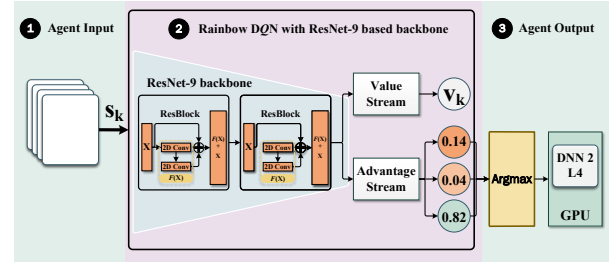 1 Agent Input
2 Rainbow DQN with ResNet-9 based backbone
3 Agent Output
ResNet-9 backbone
s_k
ResBlock
X
2D Conv
2D Conv
F(X)
F(X) + X
ResBlock
X
2D Conv
2D Conv
F(X)
F(X) + X
Value
Stream
v_k
Advantage
Stream
0.14
0.04
0.82
Argmax
DNN 2
L4
GPU